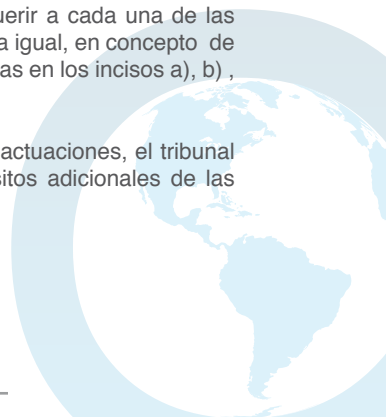 uerir a cada una de las
a igual, en concepto de
as en los incisos a), b) ,
actuaciones, el tribunal
sitos adicionales de las